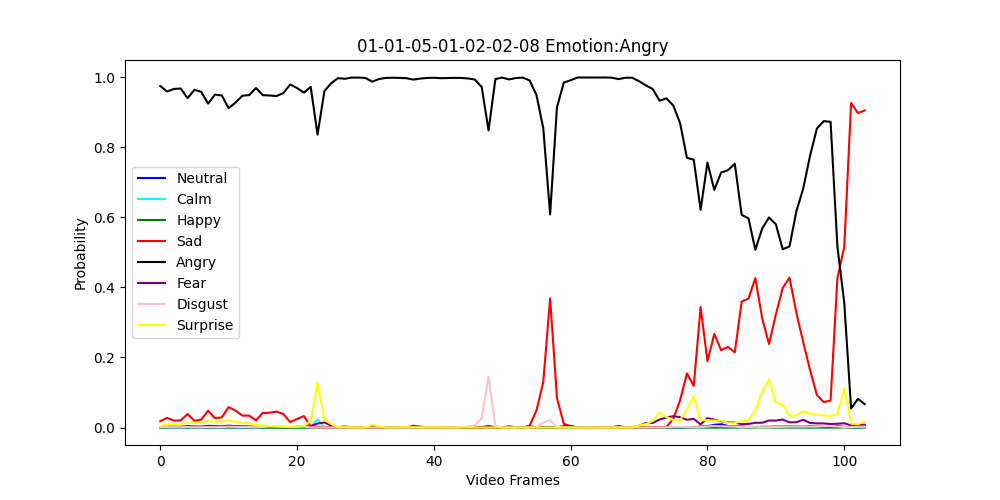 01-01-05-01-02-02-08 Emotion:Angry
Probability
1.0
0.8
0.6
0.4
0.2
0.0
Neutral
Calm
Happy
Sad
Angry
Fear
Disgust
Surprise
0 20 40 60 80 100
Video Frames